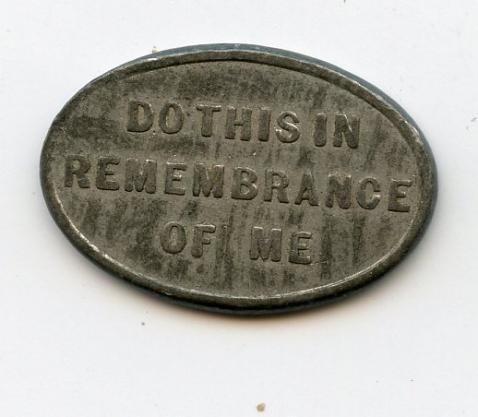 DO THIS IN
REMEMBRANCE
OF ME